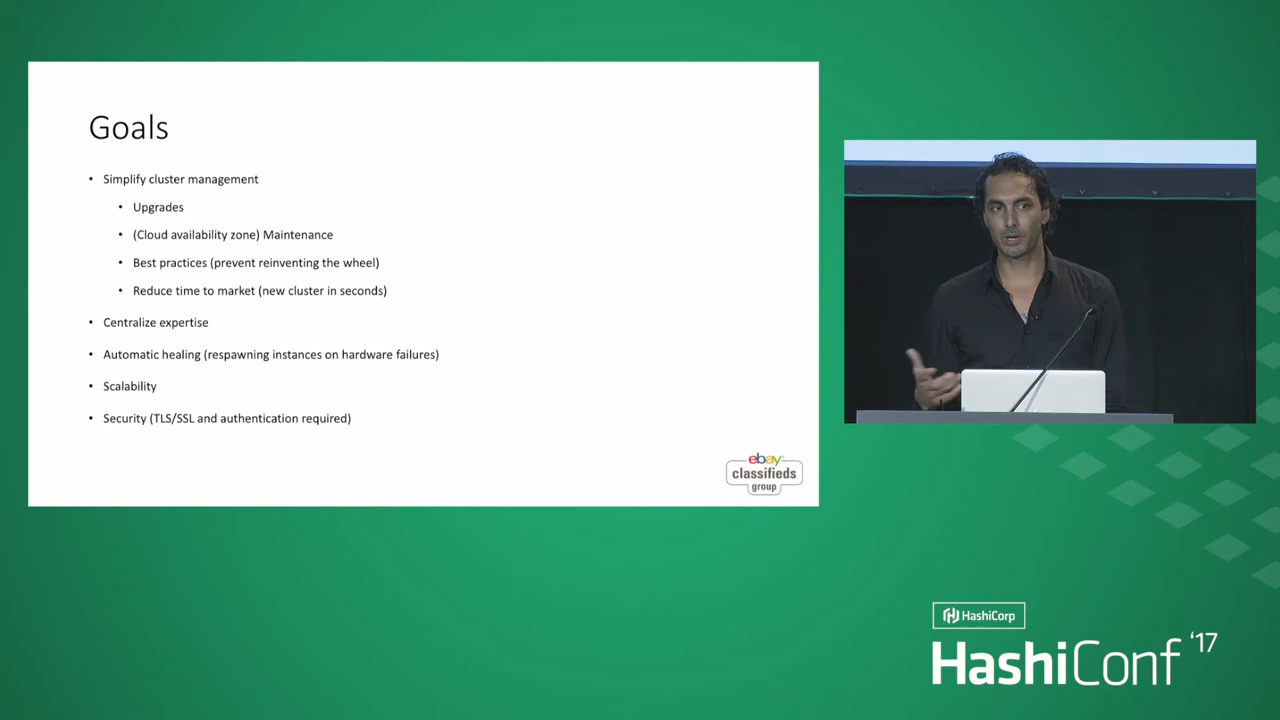 Goals
• Simplify cluster management
• Upgrades
• (Cloud availability zone) Maintenance
• Best practices (prevent reinventing the wheel)
• Reduce time to market (new cluster in seconds)
• Centralize expertise
• Automatic healing (respawning instances on hardware failures)
• Scalability
• Security (TLS/SSL and authentication required)
ebay
classifieds
group
HashiCorp
HashiConf '17